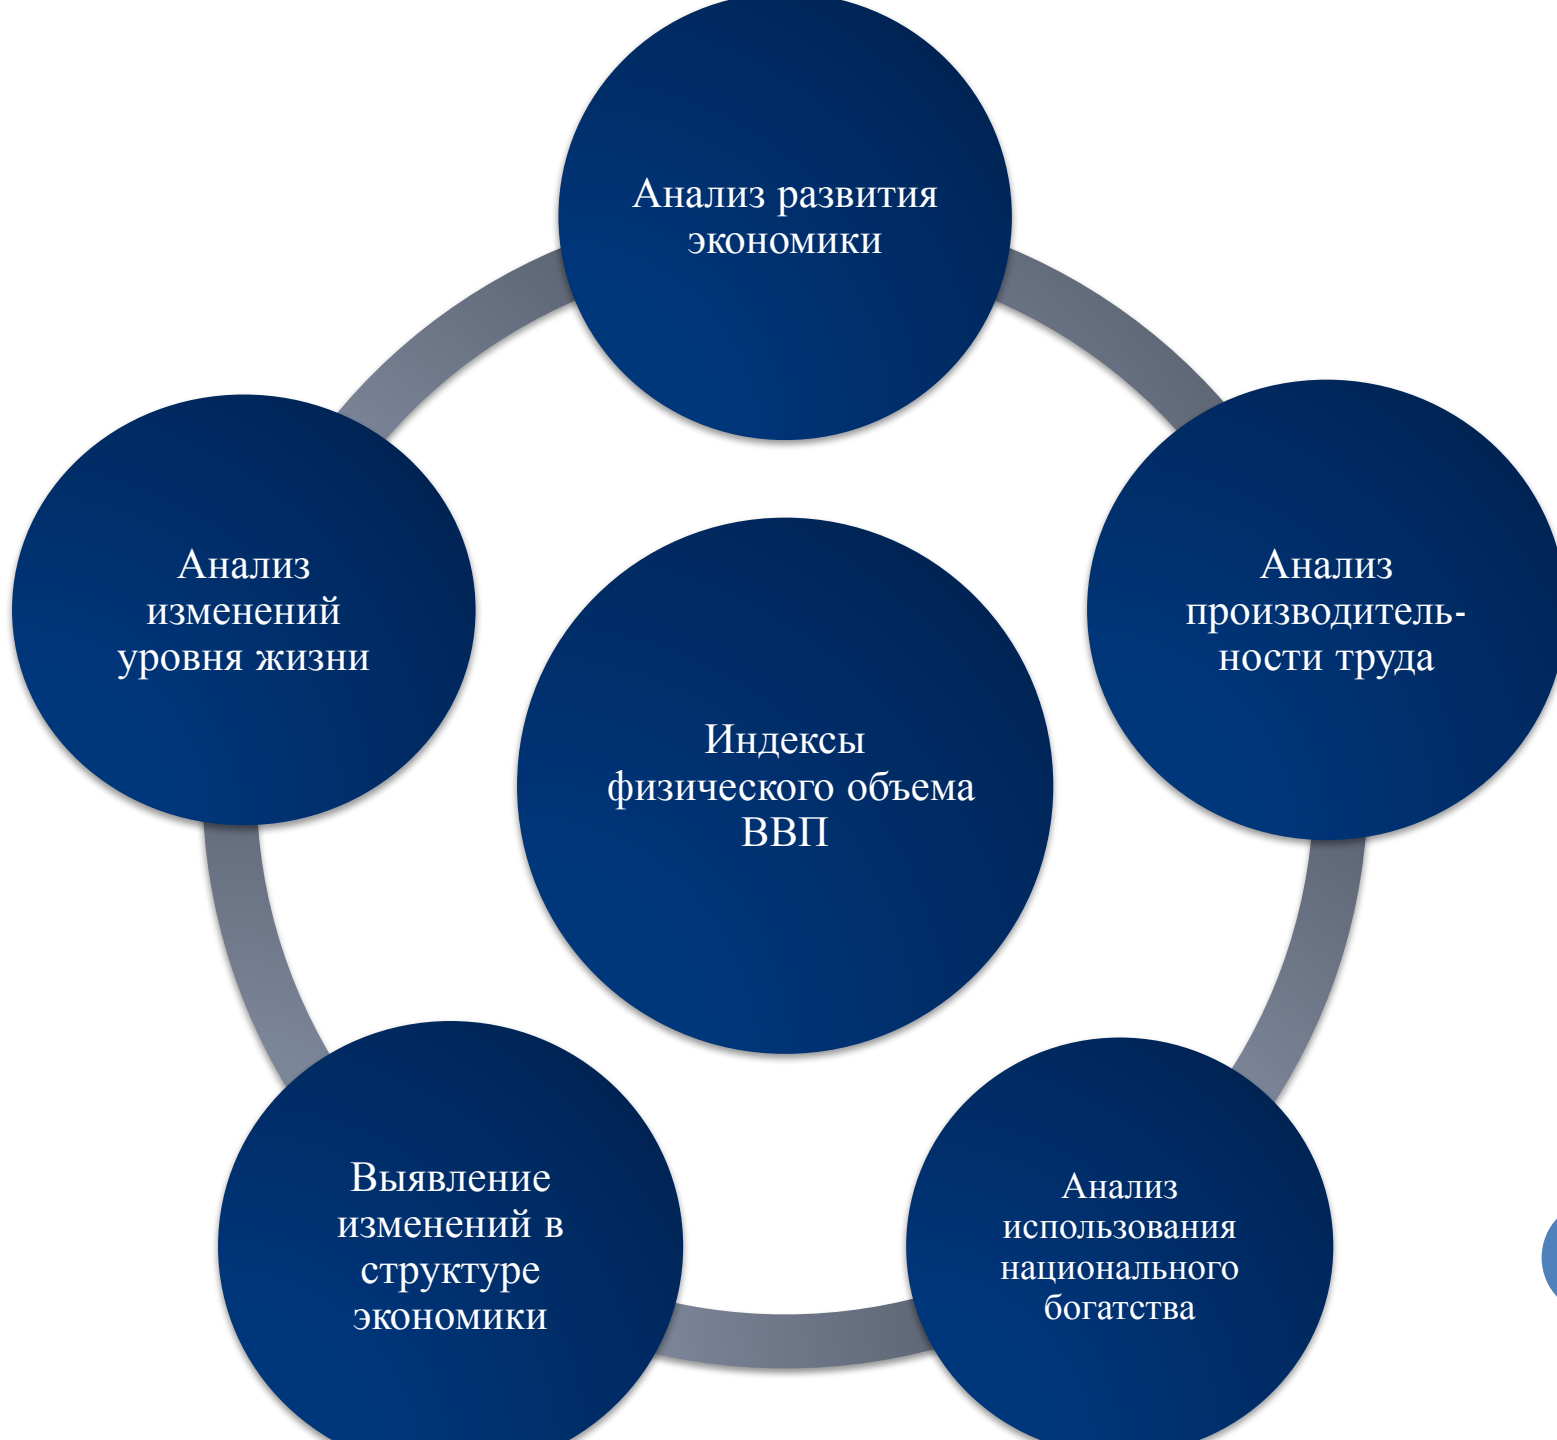 Анализ развития
экономики
Анализ
изменений
уровня жизни
Анализ
производитель-
ности труда
Индексы
физического объема
ВВП
Выявление
изменений в
структуре
экономики
Анализ
использования
национального
богатства